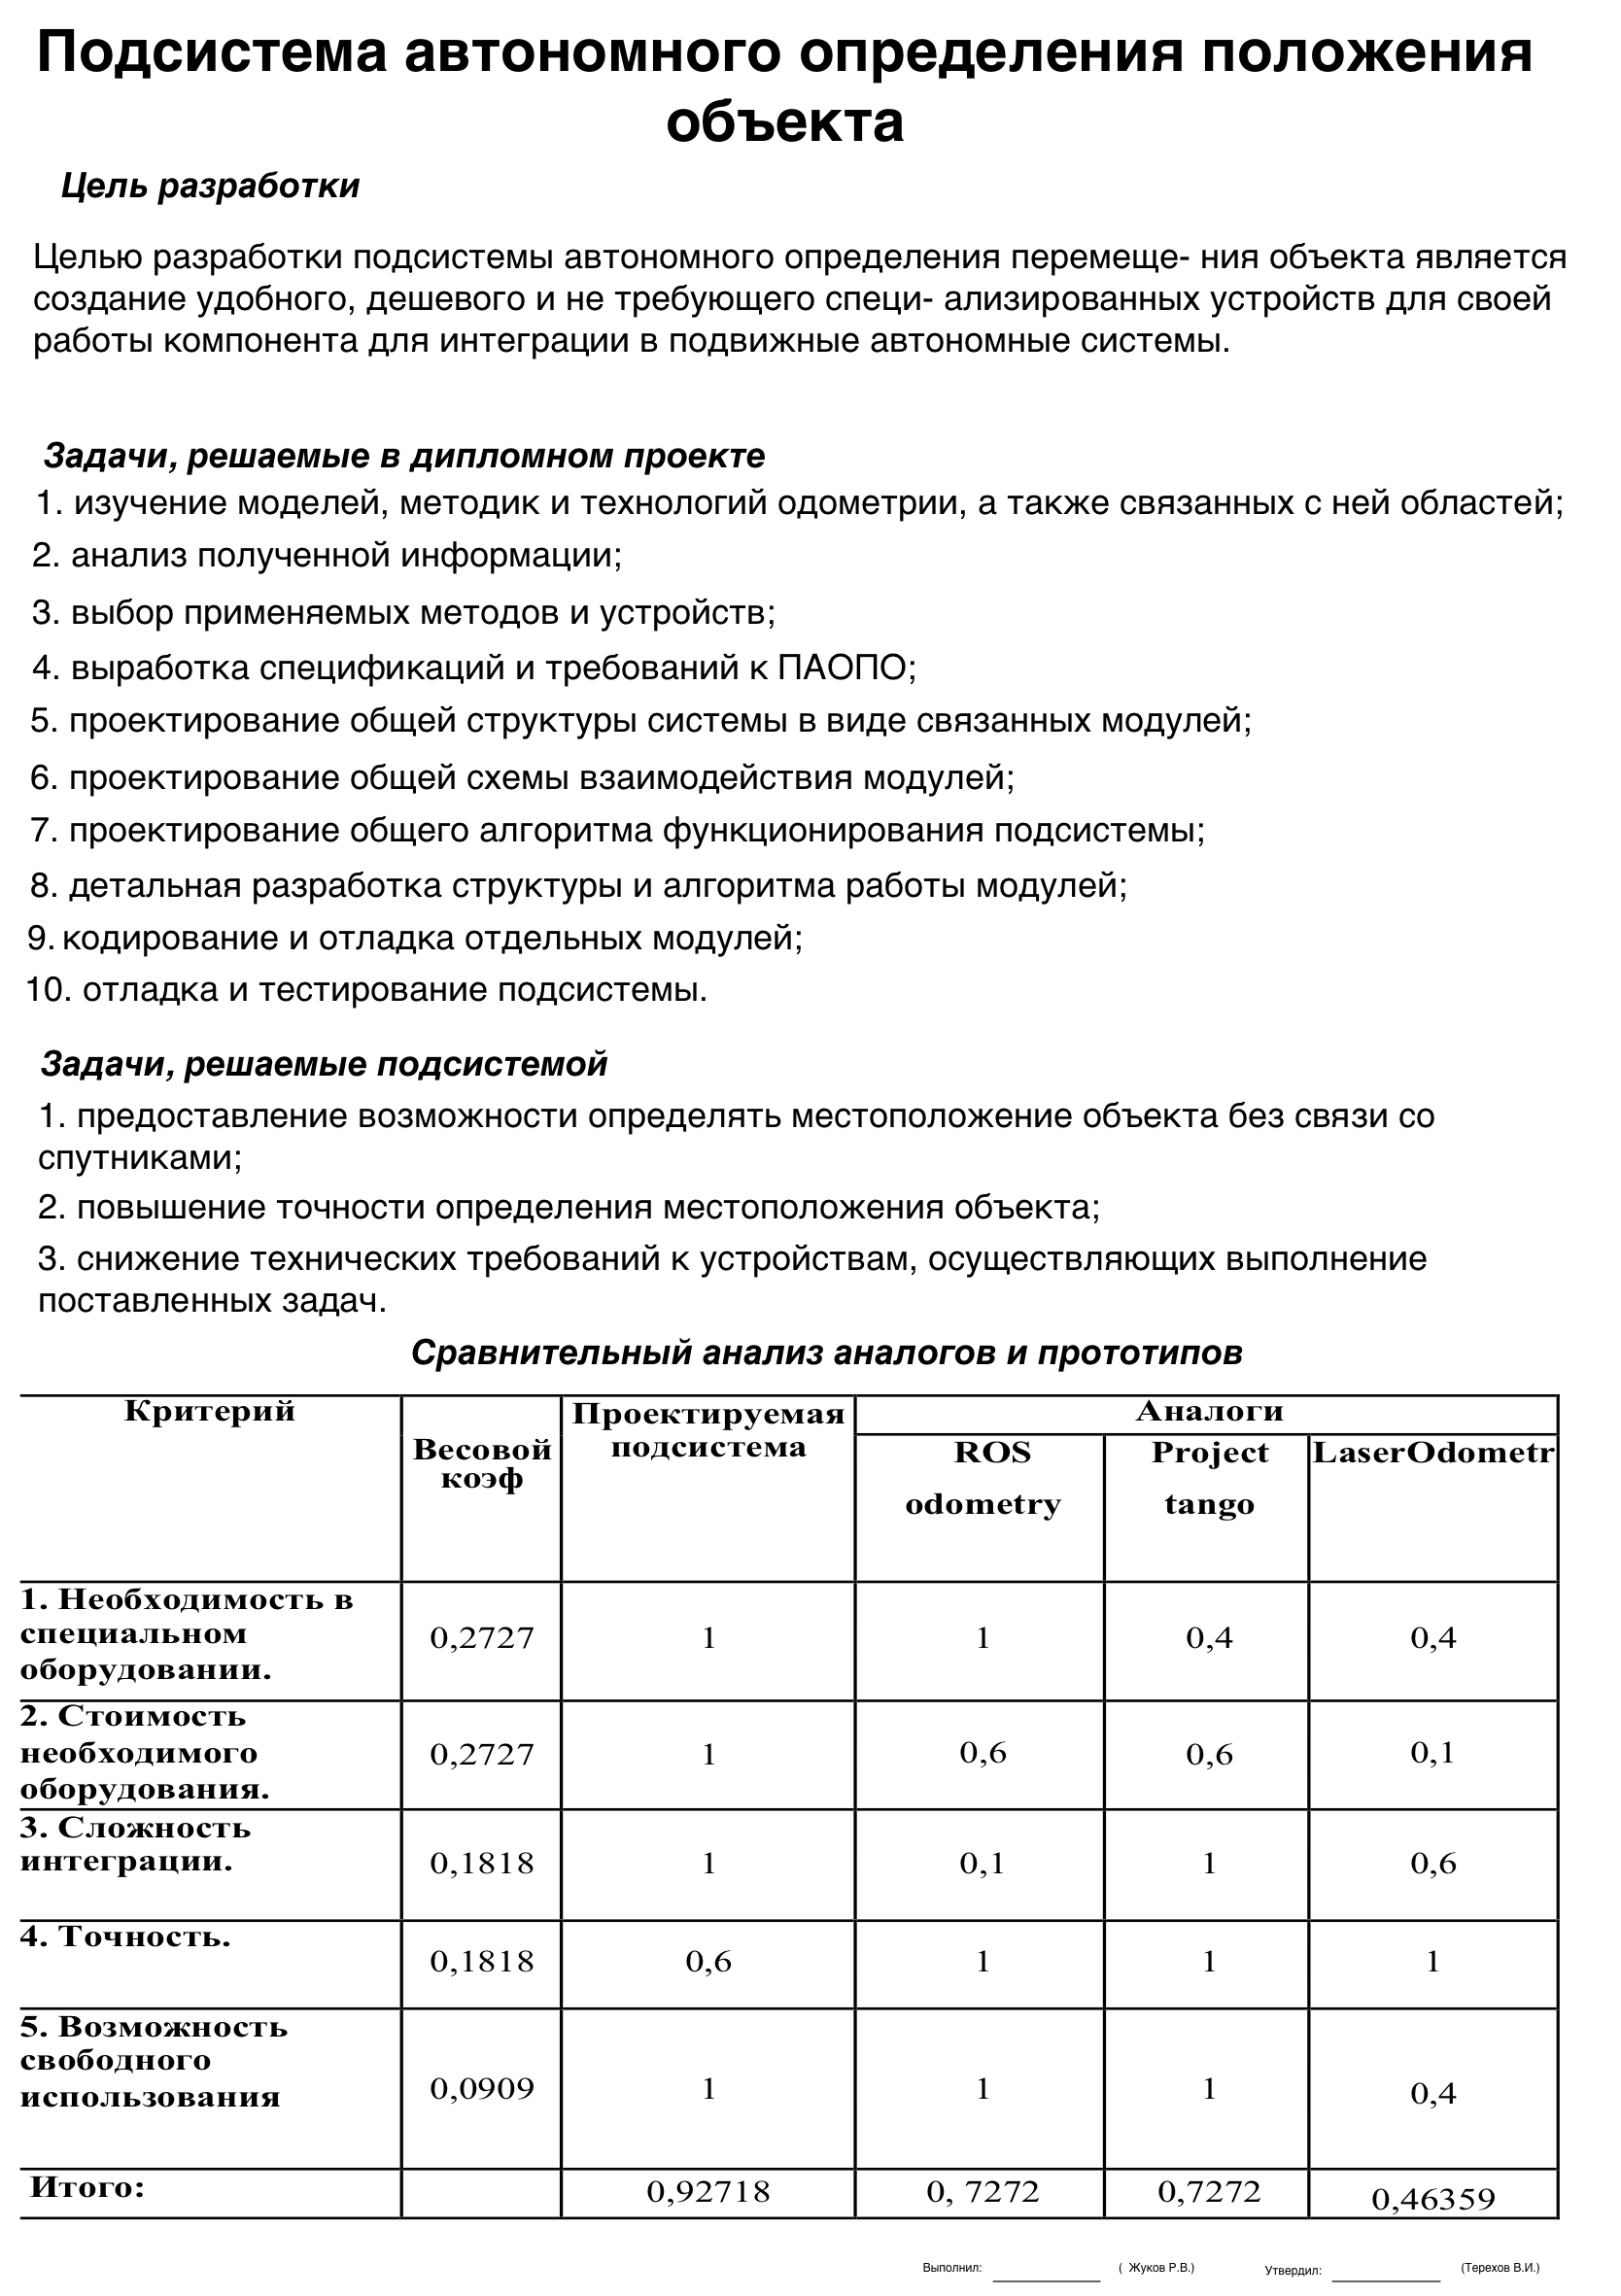 Подсистема автономного определения положения
объекта
Цель разработки
Целью разработки подсистемы автономного определения перемеще- ния объекта является
создание удобного, дешевого и не требующего специ- ализированных устройств для своей
работы компонента для интеграции в подвижные автономные системы.
Задачи, решаемые в дипломном проекте
1. изучение моделей, методик и технологий одометрии, а также связанных с ней областей;
2. анализ полученной информации;
3. выбор применяемых методов и устройств;
4. выработка спецификаций и требований к ПАОПО;
5. проектирование общей структуры системы в виде связанных модулей;
6. проектирование общей схемы взаимодействия модулей;
7. проектирование общего алгоритма функционирования подсистемы;
8. детальная разработка структуры и алгоритма работы модулей;
9. кодирование и отладка отдельных модулей;
10. отладка и тестирование подсистемы.
Задачи, решаемые подсистемой
1. предоставление возможности определять местоположение объекта без связи со
спутниками;
2. повышение точности определения местоположения объекта;
3. снижение технических требований к устройствам, осуществляющих выполнение
поставленных задач.
Сравнительный анализ аналогов и прототипов
Критерий
Весовой
коэф
Проектируемая
подсистема
Аналоги
ROS
odometry
Project
tango
LaserOdometr
1. Необходимость в
специальном
оборудовании.
0,2727
1
1
0,4
0,4
2. Стоимость
необходимого
оборудования.
0,2727
1
0,6
0,6
0,1
3. Сложность
интеграции.
0,1818
1
0,1
1
0,6
4. Точность.
0,1818
0,6
1
1
1
5. Возможность
свободного
использования
0,0909
1
1
1
0,4
Итого:
0,92718
0, 7272
0,7272
0,46359
Выполнил: ( Жуков Р.В.) Утвердил: (Терехов В.И.)